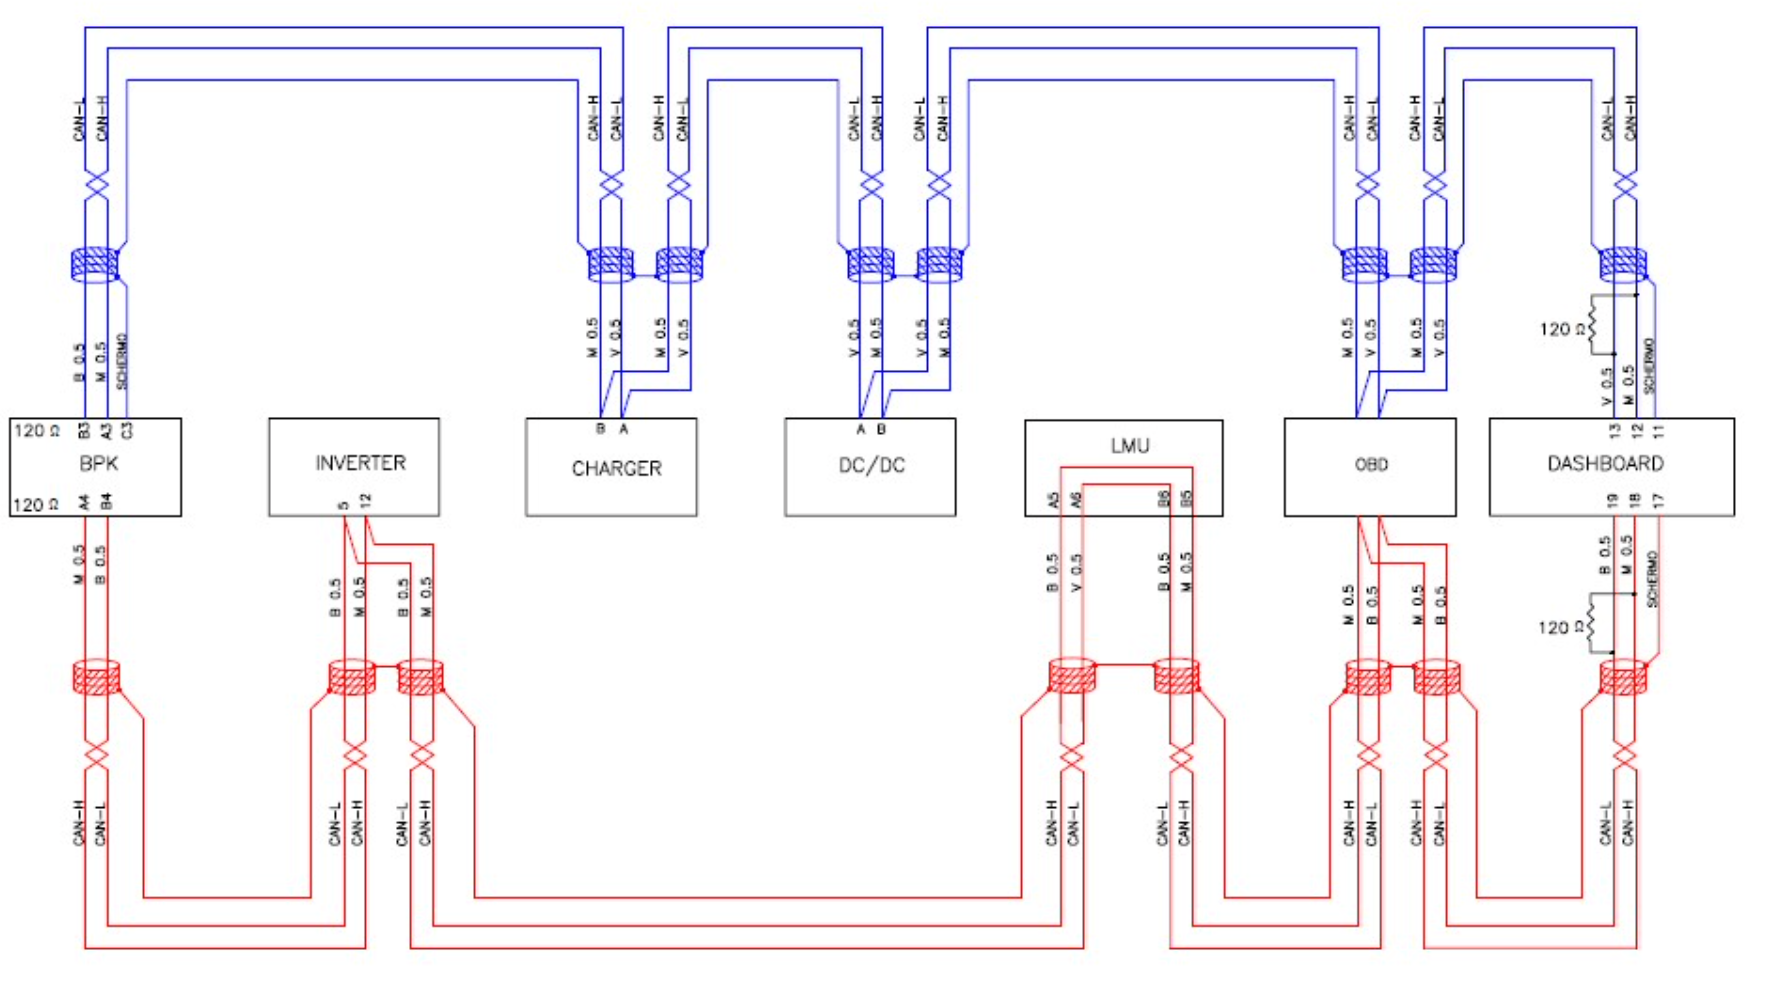 CAN-L CAN-H CAN-H CAN-L CAN-H CAN-L CAN-L CAN-H CAN-L CAN-H CAN-H CAN-L CAN-H CAN-L CAN-L CAN-H
B 0.5 M 0.5 SCHERMO M 0.5 V 0.5 M 0.5 V 0.5 V 0.5 M 0.5 V 0.5 M 0.5 M 0.5 V 0.5 M 0.5 V 0.5 120 Ω V 0.5 M 0.5 SCHERMO
120 Ω B3 A3 C3 B A A B 13 12 11
BPK INVERTER CHARGER DC/DC LMU OBD DASHBOARD
120 Ω A4 B4 5 12 A5 A6 B6 B5 19 18 17
M 0.5 B 0.5 B 0.5 M 0.5 B 0.5 M 0.5 B 0.5 V 0.5 B 0.5 M 0.5 M 0.5 B 0.5 M 0.5 B 0.5 B 0.5 M 0.5 SCHERMO
120 Ω
CAN-H CAN-L CAN-L CAN-H CAN-L CAN-H CAN-H CAN-L CAN-L CAN-H CAN-H CAN-L CAN-H CAN-L CAN-L CAN-H